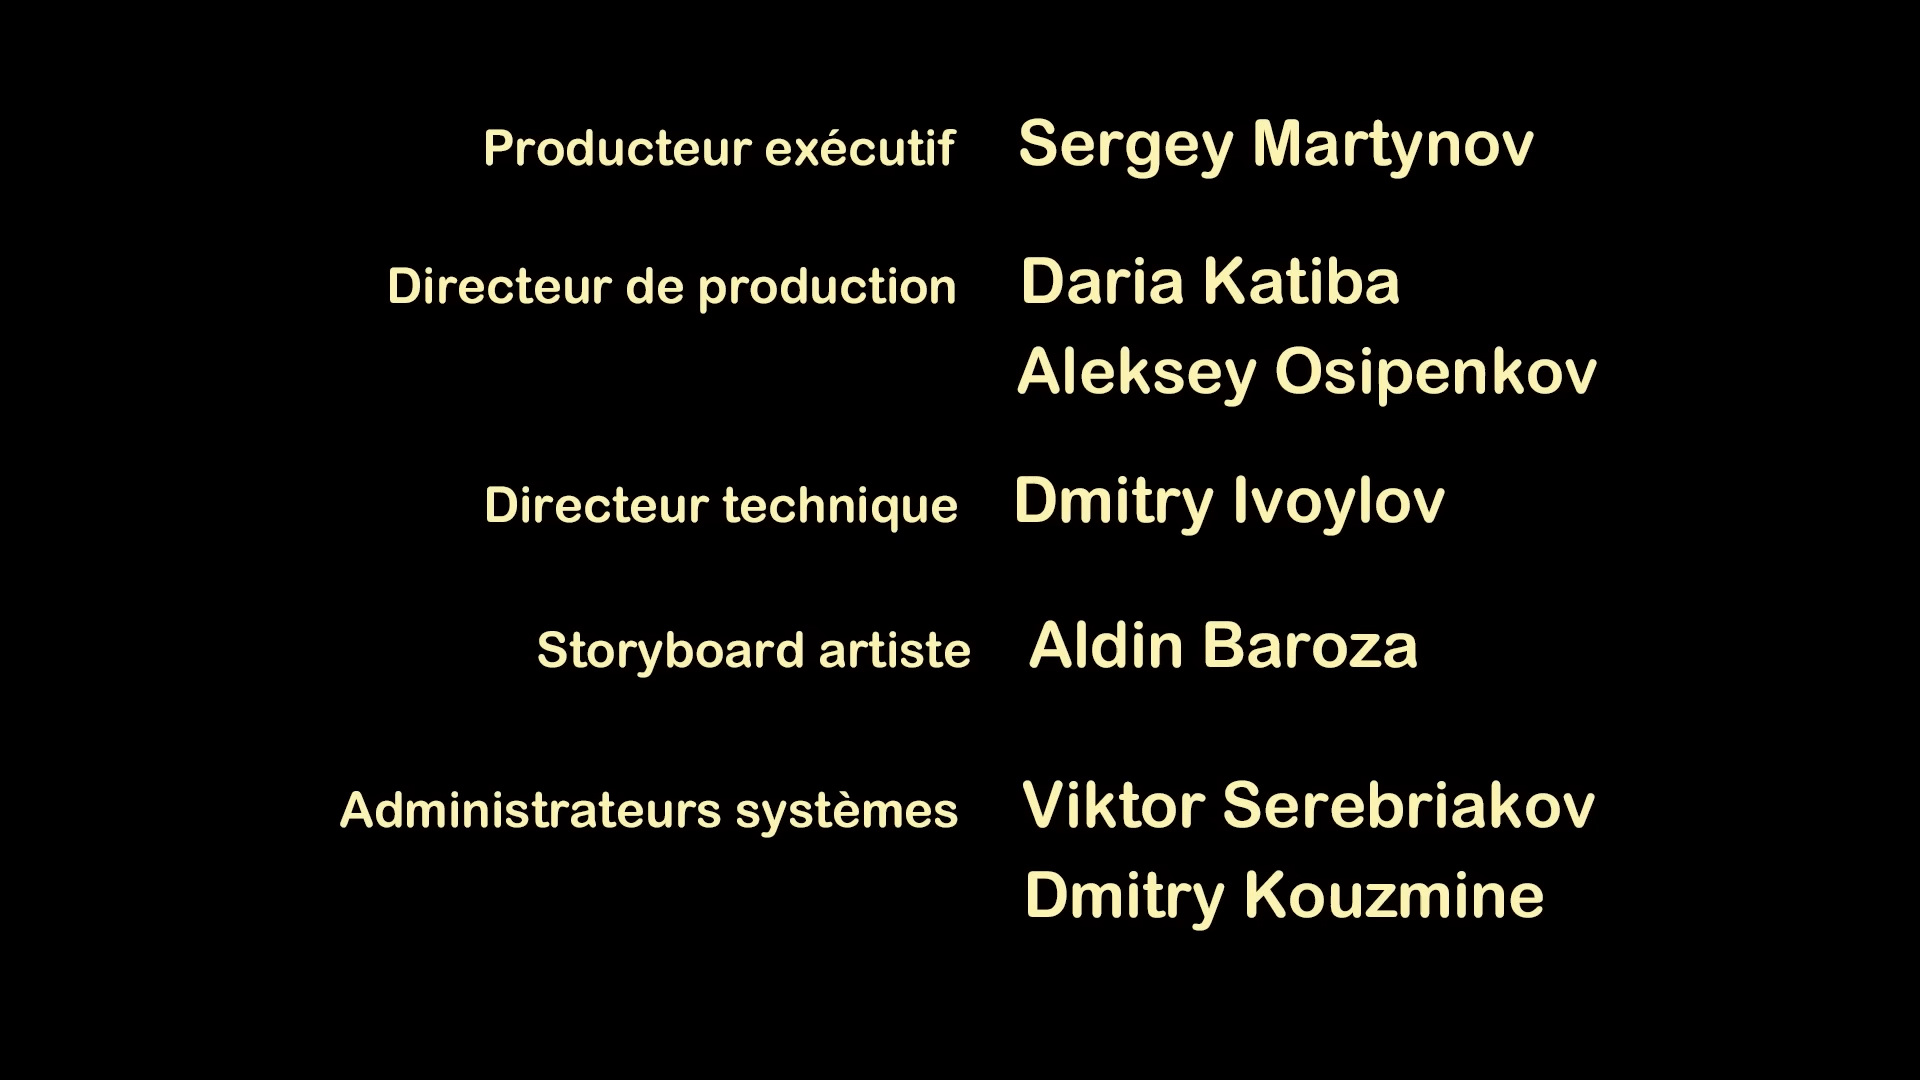 Producteur exécutif Sergey Martynov
Directeur de production Daria Katiba
Aleksey Osipenkov
Directeur technique Dmitry Ivoylov
Storyboard artiste Aldin Baroza
Administrateurs systèmes Viktor Serebriakov
Dmitry Kouzmine